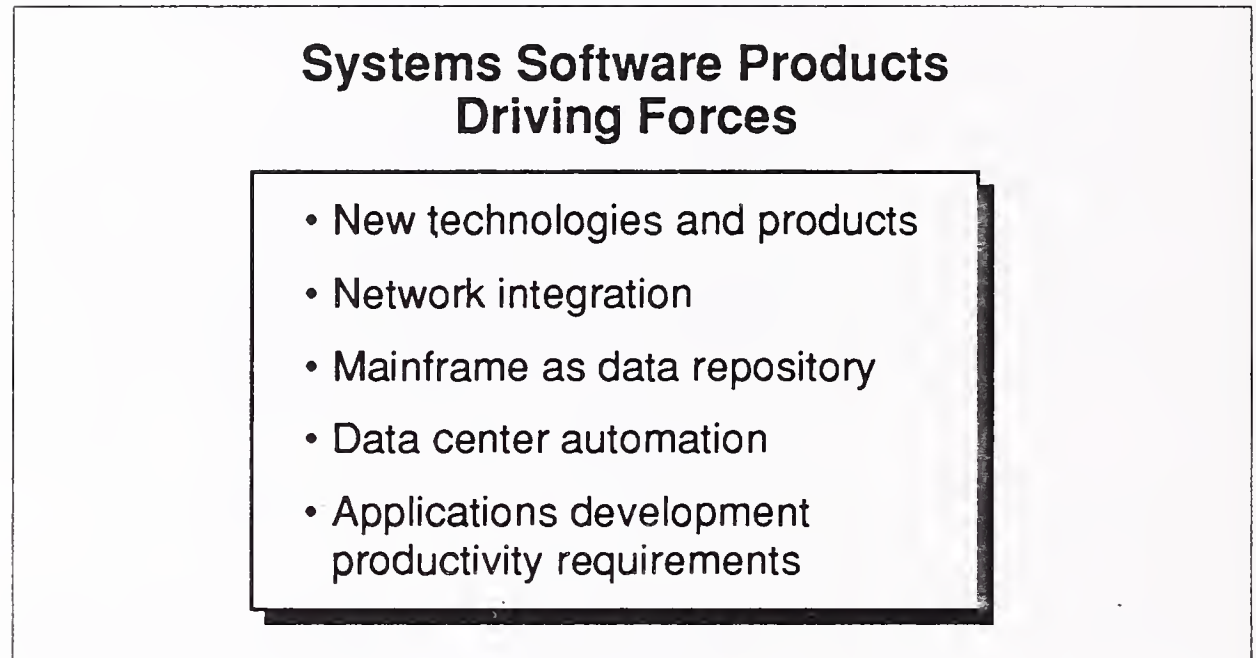 Systems Software Products
Driving Forces
• New technologies and products
• Network integration
• Mainframe as data repository
• Data center automation
• Applications development
productivity requirements